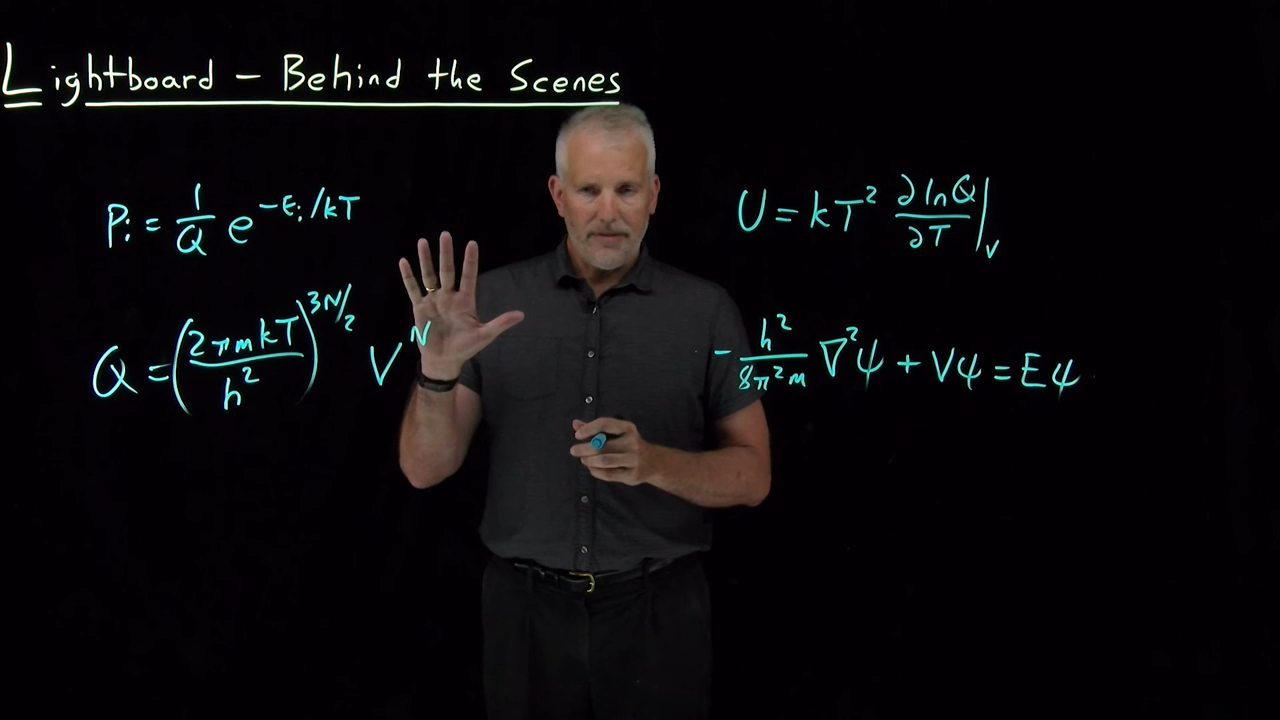 Lightboard – Behind the Scenes
Pᵢ = 1/Q e^(-Eᵢ/kT)
Q = (2πmkT/h²)^(3N/2) V^N
U = kT² ∂lnQ/∂T |_V
-h²/8π²m ∇²ψ + Vψ = Eψ